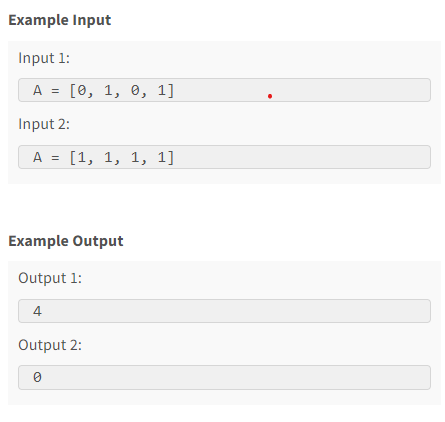 Example Input
Input 1:
A = [0, 1, 0, 1]
Input 2:
A = [1, 1, 1, 1]
Example Output
Output 1:
4
Output 2:
0